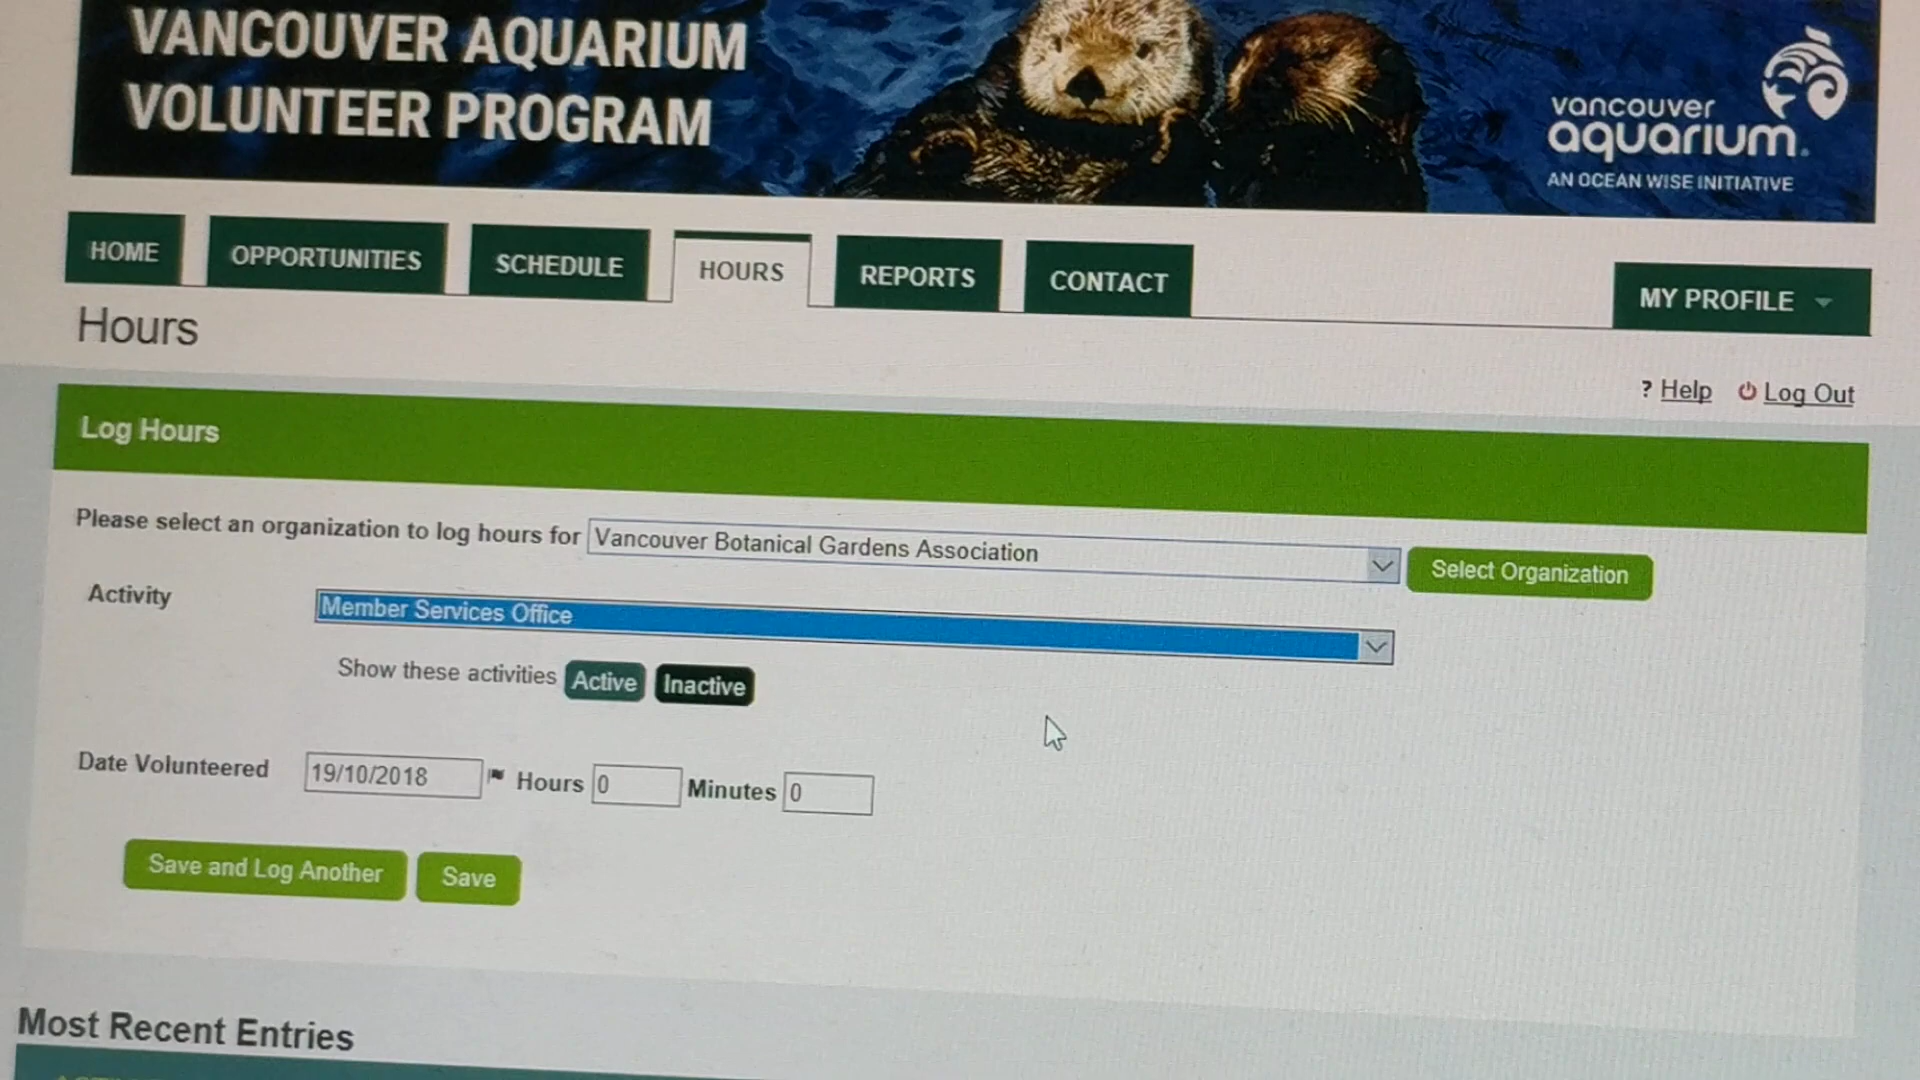 VANCOUVER AQUARIUM
VOLUNTEER PROGRAM
vancouver
aquarium.
AN OCEAN WISE INITIATIVE
HOME
OPPORTUNITIES
SCHEDULE
HOURS
REPORTS
CONTACT
MY PROFILE
Hours
? Help
Log Out
Log Hours
Please select an organization to log hours for Vancouver Botanical Gardens Association
Select Organization
Activity
Member Services Office
Show these activities Active Inactive
Date Volunteered 19/10/2018 Hours 0 Minutes 0
Save and Log Another
Save
Most Recent Entries